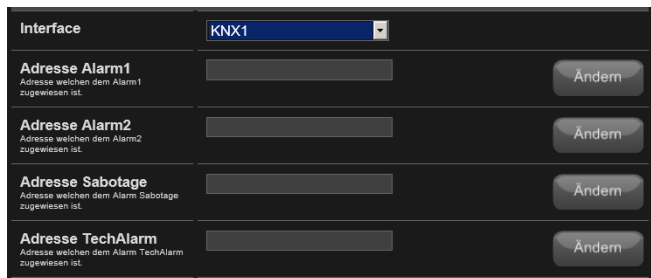 Interface
KNX1
Adresse Alarm1
Adresse welchen dem Alarm1
zugewiesen ist.
Ändern
Adresse Alarm2
Adresse welchen dem Alarm2
zugewiesen ist.
Ändern
Adresse Sabotage
Adresse welchen dem Alarm Sabotage
zugewiesen ist.
Ändern
Adresse TechAlarm
Adresse welchen dem Alarm TechAlarm
zugewiesen ist.
Ändern